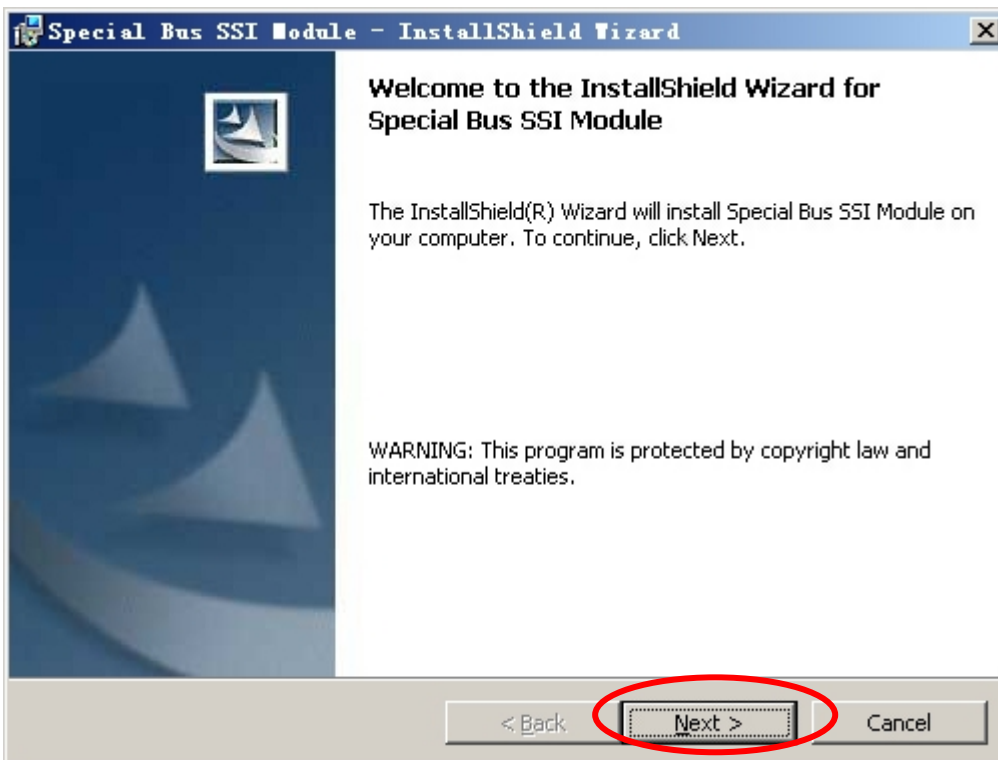 Special Bus SSI Module - InstallShield Wizard
Welcome to the InstallShield Wizard for
Special Bus SSI Module
The InstallShield(R) Wizard will install Special Bus SSI Module on
your computer. To continue, click Next.
WARNING: This program is protected by copyright law and
international treaties.
< Back
Next >
Cancel